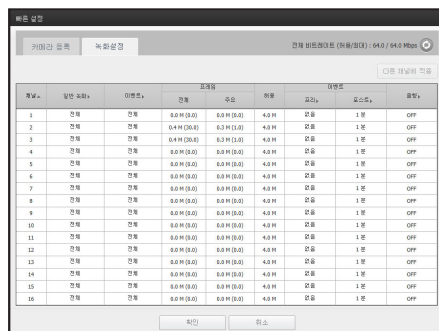 빠른 설정
카메라 등록 녹화설정 전체 비트레이트 (허용/최대) : 64.0 / 64.0 Mbps
다른 채널에 적용
채널 일반 녹화 이벤트 프레임 허용 이벤트 음향
전체 주요 프리 포스트
1 전체 전체 0.0 M (0.0) 0.0 M (0.0) 4.0 M 없음 1 분 OFF
2 전체 전체 0.4 M (30.0) 0.3 M (1.0) 4.0 M 없음 1 분 OFF
3 전체 전체 0.4 M (30.0) 0.3 M (1.0) 4.0 M 없음 1 분 OFF
4 전체 전체 0.0 M (0.0) 0.0 M (0.0) 4.0 M 없음 1 분 OFF
5 전체 전체 0.0 M (0.0) 0.0 M (0.0) 4.0 M 없음 1 분 OFF
6 전체 전체 0.0 M (0.0) 0.0 M (0.0) 4.0 M 없음 1 분 OFF
7 전체 전체 0.0 M (0.0) 0.0 M (0.0) 4.0 M 없음 1 분 OFF
8 전체 전체 0.0 M (0.0) 0.0 M (0.0) 4.0 M 없음 1 분 OFF
9 전체 전체 0.0 M (0.0) 0.0 M (0.0) 4.0 M 없음 1 분 OFF
10 전체 전체 0.0 M (0.0) 0.0 M (0.0) 4.0 M 없음 1 분 OFF
11 전체 전체 0.0 M (0.0) 0.0 M (0.0) 4.0 M 없음 1 분 OFF
12 전체 전체 0.0 M (0.0) 0.0 M (0.0) 4.0 M 없음 1 분 OFF
13 전체 전체 0.0 M (0.0) 0.0 M (0.0) 4.0 M 없음 1 분 OFF
14 전체 전체 0.0 M (0.0) 0.0 M (0.0) 4.0 M 없음 1 분 OFF
15 전체 전체 0.0 M (0.0) 0.0 M (0.0) 4.0 M 없음 1 분 OFF
16 전체 전체 0.0 M (0.0) 0.0 M (0.0) 4.0 M 없음 1 분 OFF
확인 취소